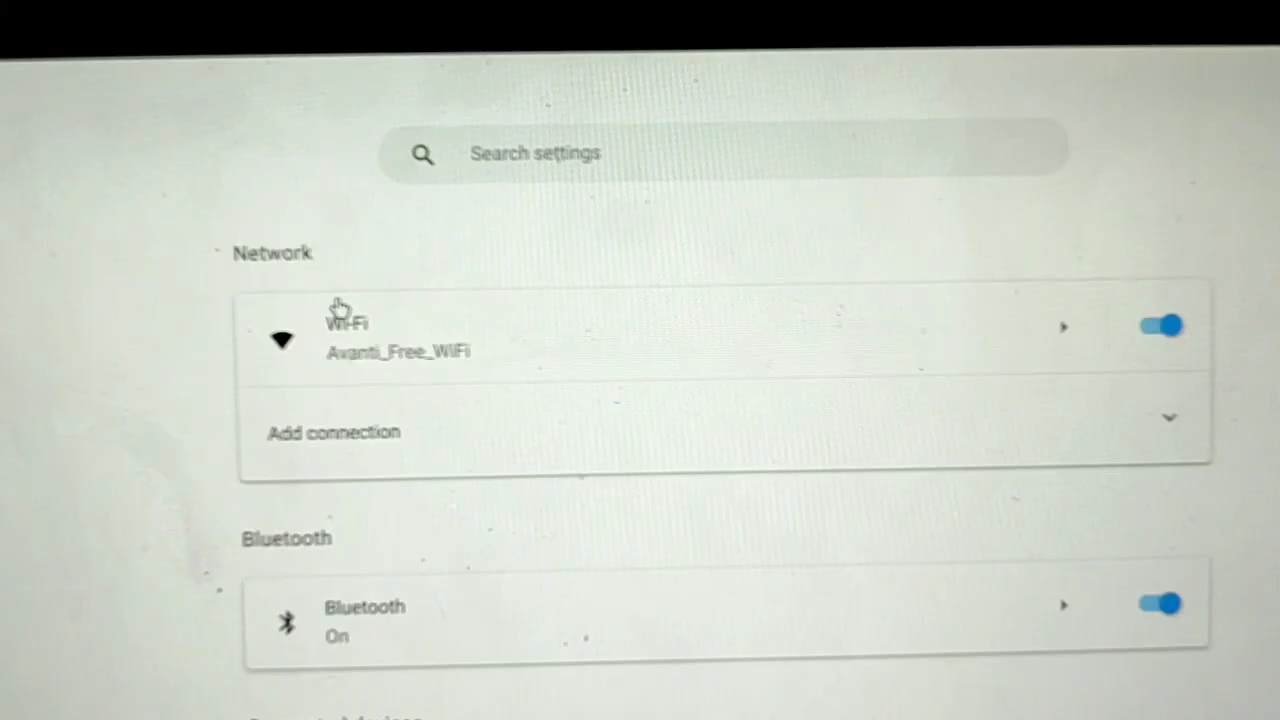 Search settings
Network
Wi-Fi
Avanti_Free_WiFi
Add connection
Bluetooth
Bluetooth
On